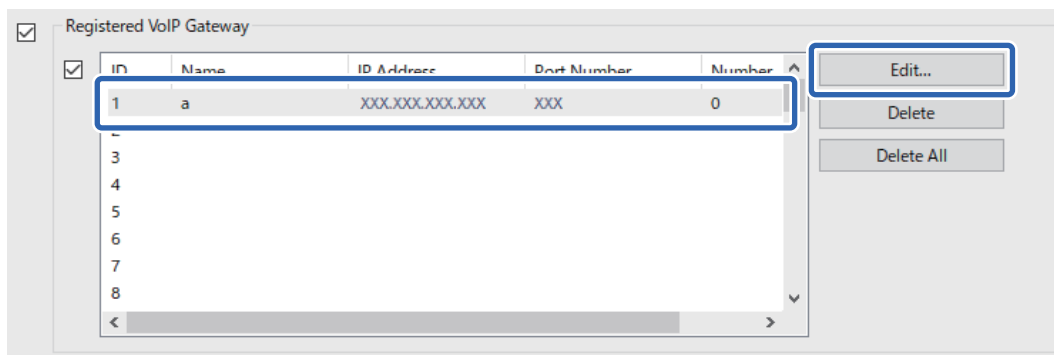 Registered VoIP Gateway
ID Name IP Address Port Number Number
Edit...
1 a XXX.XXX.XXX.XXX XXX 0
Delete
2
3
Delete All
4
5
6
7
8